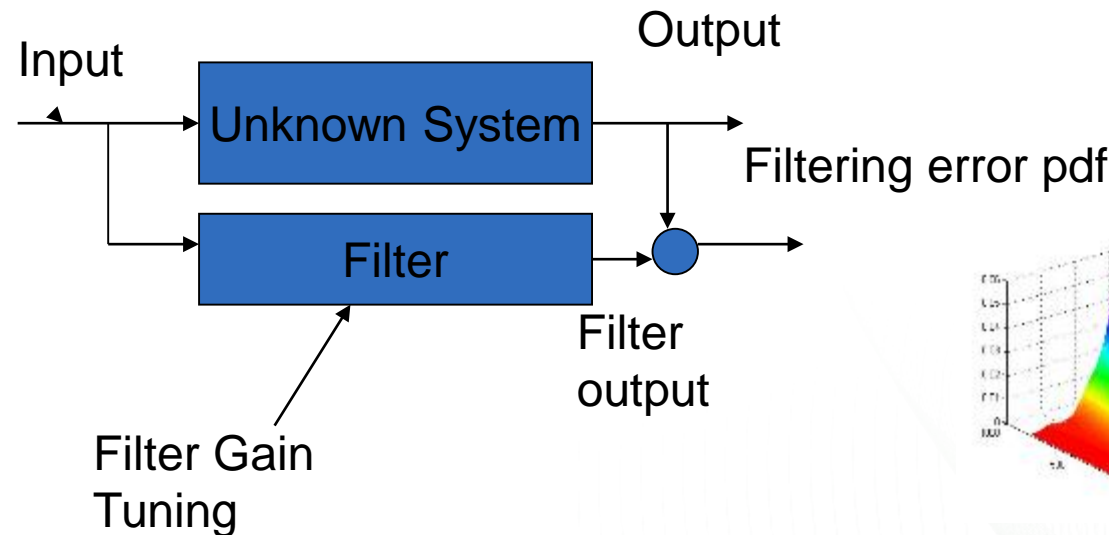 Output
Input
Unknown System
Filtering error pdf
Filter
Filter
output
Filter Gain
Tuning